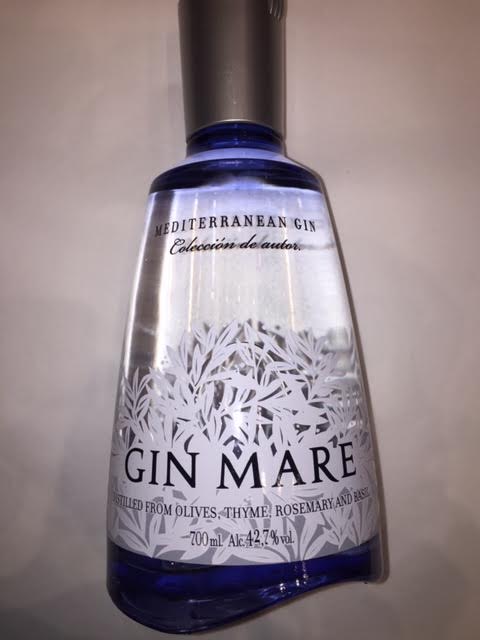 MEDITERRANEAN GIN
Colección de autor.
GIN MARE
DISTILLED FROM OLIVES, THYME, ROSEMARY AND BASIL
700 ml. Alc. 42,7% vol.